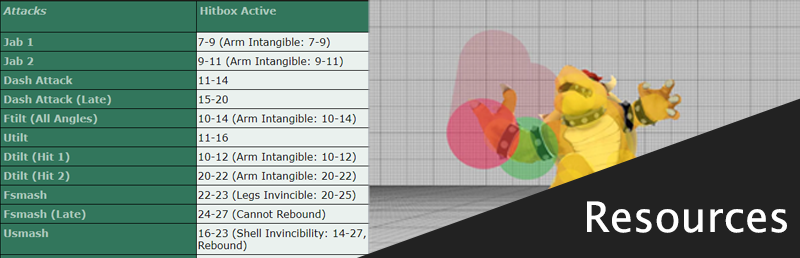 Attacks Hitbox Active
Jab 1 7-9 (Arm Intangible: 7-9)
Jab 2 9-11 (Arm Intangible: 9-11)
Dash Attack 11-14
Dash Attack (Late) 15-20
Ftilt (All Angles) 10-14 (Arm Intangible: 10-14)
Utilt 11-16
Dtilt (Hit 1) 10-12 (Arm Intangible: 10-12)
Dtilt (Hit 2) 20-22 (Arm Intangible: 20-22)
Fsmash 22-23 (Legs Invincible: 20-25)
Fsmash (Late) 24-27 (Cannot Rebound)
Usmash 16-23 (Shell Invincibility: 14-27,
Rebound)
Resources